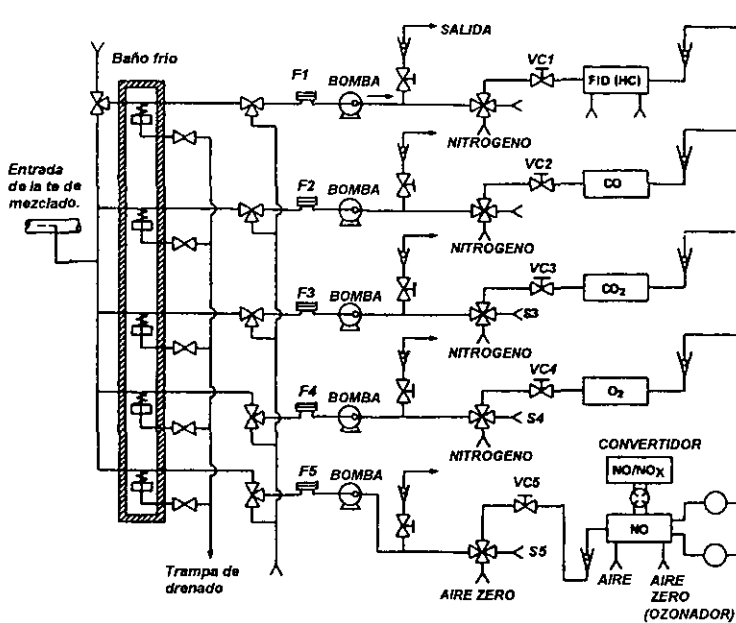 SALIDA
Baño frio
F1
BOMBA
VC1
FID (HC)
NITROGENO
Entrada
de la te de
mezclado.
F2
BOMBA
VC2
CO
NITROGENO
F3
BOMBA
VC3
CO₂
S3
NITROGENO
F4
BOMBA
VC4
O₂
S4
NITROGENO
CONVERTIDOR
NO/NOX
F5
BOMBA
VC5
NO
S5
AIRE ZERO
AIRE
AIRE
ZERO
(OZONADOR)
Trampa de
drenado